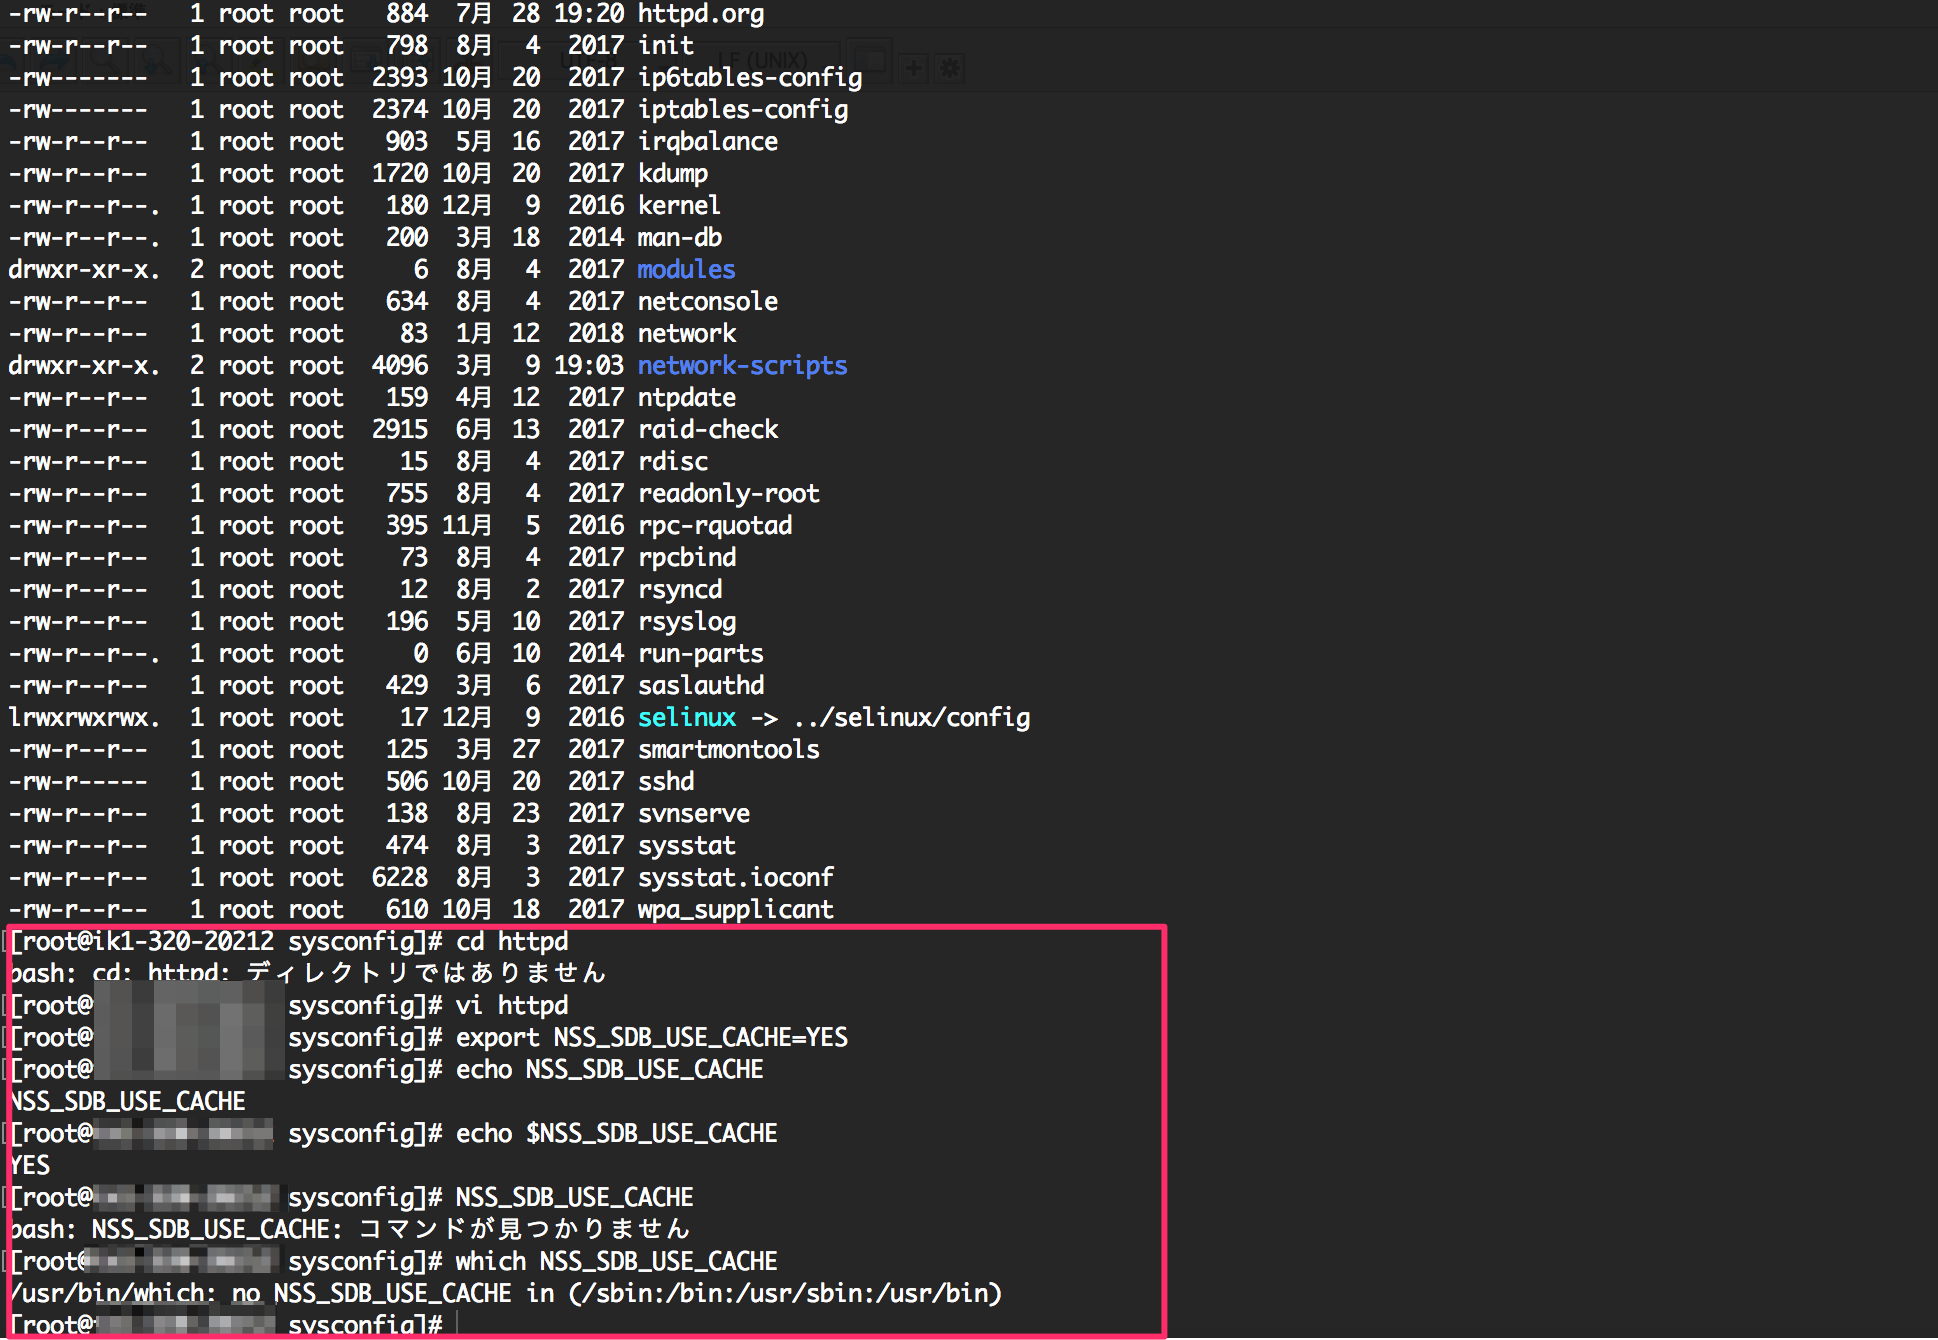 -rw-r--r--   1 root root   884  7月 28 19:20 httpd.org
-rw-r--r--   1 root root   798  8月  4  2017 init
-rw-------   1 root root  2393 10月 20  2017 ip6tables-config
-rw-------   1 root root  2374 10月 20  2017 iptables-config
-rw-r--r--   1 root root   903  5月 16  2017 irqbalance
-rw-r--r--   1 root root  1720 10月 20  2017 kdump
-rw-r--r--.  1 root root   180 12月  9  2016 kernel
-rw-r--r--.  1 root root   200  3月 18  2014 man-db
drwxr-xr-x.  2 root root     6  8月  4  2017 modules
-rw-r--r--   1 root root   634  8月  4  2017 netconsole
-rw-r--r--   1 root root    83  1月 12  2018 network
drwxr-xr-x.  2 root root  4096  3月  9 19:03 network-scripts
-rw-r--r--   1 root root   159  4月 12  2017 ntpdate
-rw-r--r--   1 root root  2915  6月 13  2017 raid-check
-rw-r--r--   1 root root    15  8月  4  2017 rdisc
-rw-r--r--   1 root root   755  8月  4  2017 readonly-root
-rw-r--r--   1 root root   395 11月  5  2016 rpc-rquotad
-rw-r--r--   1 root root    73  8月  4  2017 rpcbind
-rw-r--r--   1 root root    12  8月  2  2017 rsyncd
-rw-r--r--   1 root root   196  5月 10  2017 rsyslog
-rw-r--r--.  1 root root     0  6月 10  2014 run-parts
-rw-r--r--   1 root root   429  3月  6  2017 saslauthd
lrwxrwxrwx.  1 root root    17 12月  9  2016 selinux -> ../selinux/config
-rw-r--r--   1 root root   125  3月 27  2017 smartmontools
-rw-r-----   1 root root   506 10月 20  2017 sshd
-rw-r--r--   1 root root   138  8月 23  2017 svnserve
-rw-r--r--   1 root root   474  8月  3  2017 sysstat
-rw-r--r--   1 root root  6228  8月  3  2017 sysstat.ioconf
-rw-r--r--   1 root root   610 10月 18  2017 wpa_supplicant
[root@ik1-320-20212 sysconfig]# cd httpd
bash: cd: httpd: ディレクトリではありません
[root@ sysconfig]# vi httpd
[root@ sysconfig]# export NSS_SDB_USE_CACHE=YES
[root@ sysconfig]# echo NSS_SDB_USE_CACHE
NSS_SDB_USE_CACHE
[root@ sysconfig]# echo $NSS_SDB_USE_CACHE
YES
[root@ sysconfig]# NSS_SDB_USE_CACHE
bash: NSS_SDB_USE_CACHE: コマンドが見つかりません
[root@ sysconfig]# which NSS_SDB_USE_CACHE
/usr/bin/which: no NSS_SDB_USE_CACHE in (/sbin:/bin:/usr/sbin:/usr/bin)
[root@ sysconfig]#